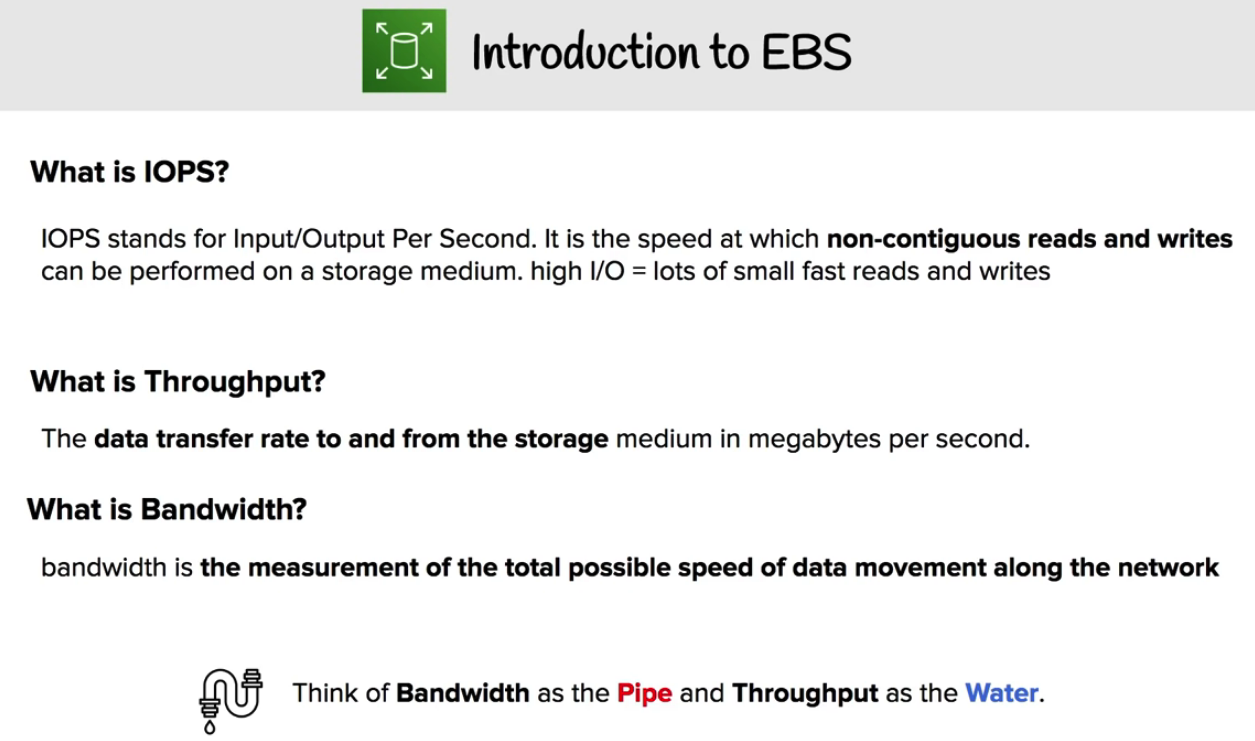 Introduction to EBS
What is IOPS?
IOPS stands for Input/Output Per Second. It is the speed at which non-contiguous reads and writes
can be performed on a storage medium. high I/O = lots of small fast reads and writes
What is Throughput?
The data transfer rate to and from the storage medium in megabytes per second.
What is Bandwidth?
bandwidth is the measurement of the total possible speed of data movement along the network
Think of Bandwidth as the Pipe and Throughput as the Water.